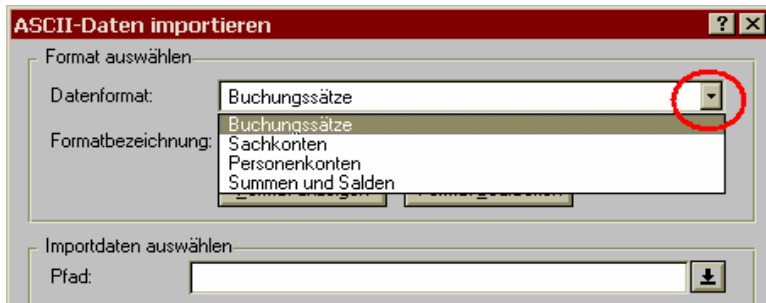 ASCII-Daten importieren
Format auswählen
Datenformat: Buchungssätze
Buchungssätze
Formatbezeichnung:
Sachkonten
Personenkonten
Summen und Salden
Importdaten auswählen
Pfad: